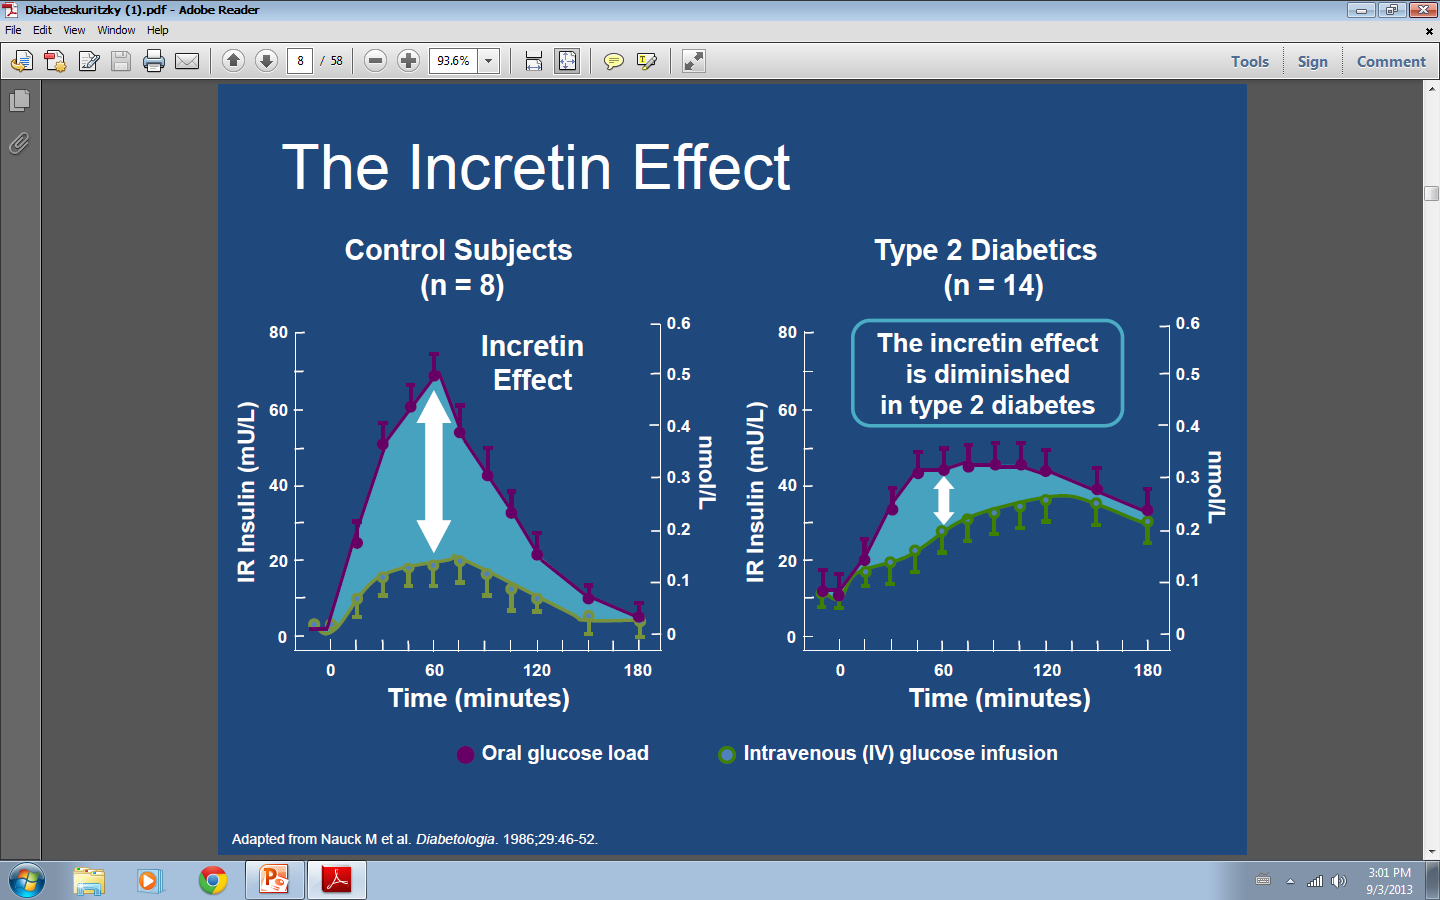 Diabeteskuritzky (1).pdf - Adobe Reader
File Edit View Window Help
8 / 58 93.6% Tools Sign Comment
The Incretin Effect
Control Subjects
(n = 8)
Incretin
Effect
80
60
40
20
0
IR Insulin (mU/L)
0.6
0.5
0.4
0.3
0.2
0.1
0
nmol/L
0 60 120 180
Time (minutes)
Type 2 Diabetics
(n = 14)
The incretin effect
is diminished
in type 2 diabetes
80
60
40
20
0
IR Insulin (mU/L)
0.6
0.5
0.4
0.3
0.2
0.1
0
nmol/L
0 60 120 180
Time (minutes)
Oral glucose load Intravenous (IV) glucose infusion
Adapted from Nauck M et al. Diabetologia. 1986;29:46-52.
3:01 PM
9/3/2013